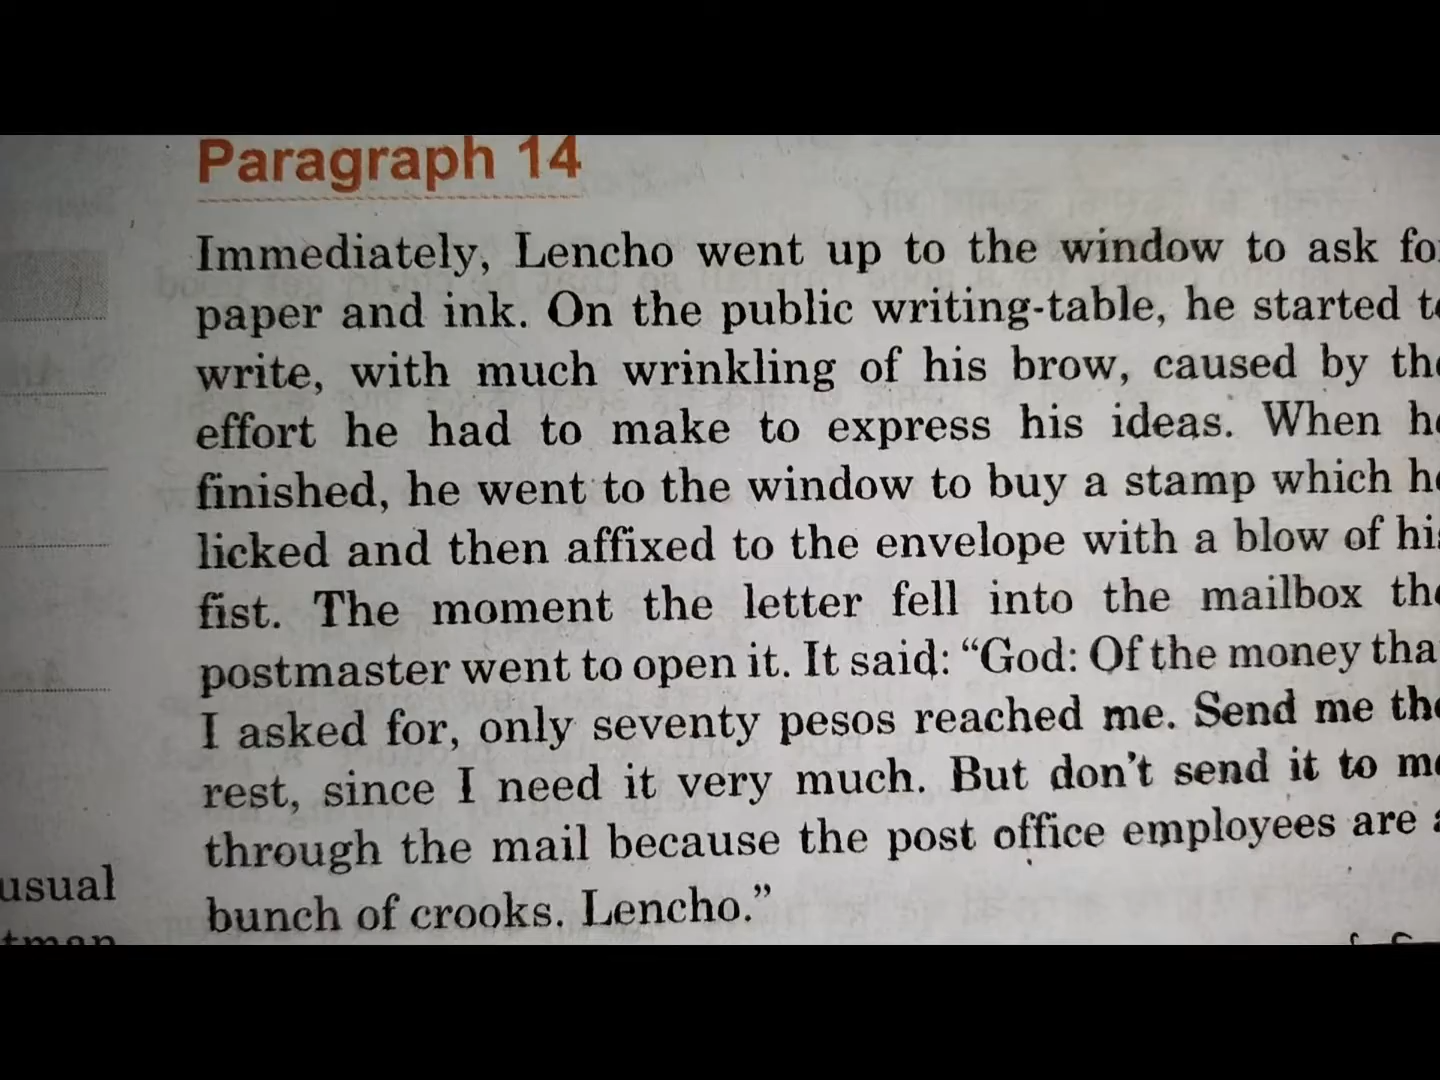 Paragraph 14
Immediately, Lencho went up to the window to ask fo
paper and ink. On the public writing-table, he started t
write, with much wrinkling of his brow, caused by th
effort he had to make to express his ideas. When h
finished, he went to the window to buy a stamp which h
licked and then affixed to the envelope with a blow of hi
fist. The moment the letter fell into the mailbox th
postmaster went to open it. It said: “God: Of the money tha
I asked for, only seventy pesos reached me. Send me the
rest, since I need it very much. But don’t send it to m
through the mail because the post office employees are a
usual
bunch of crooks. Lencho.”